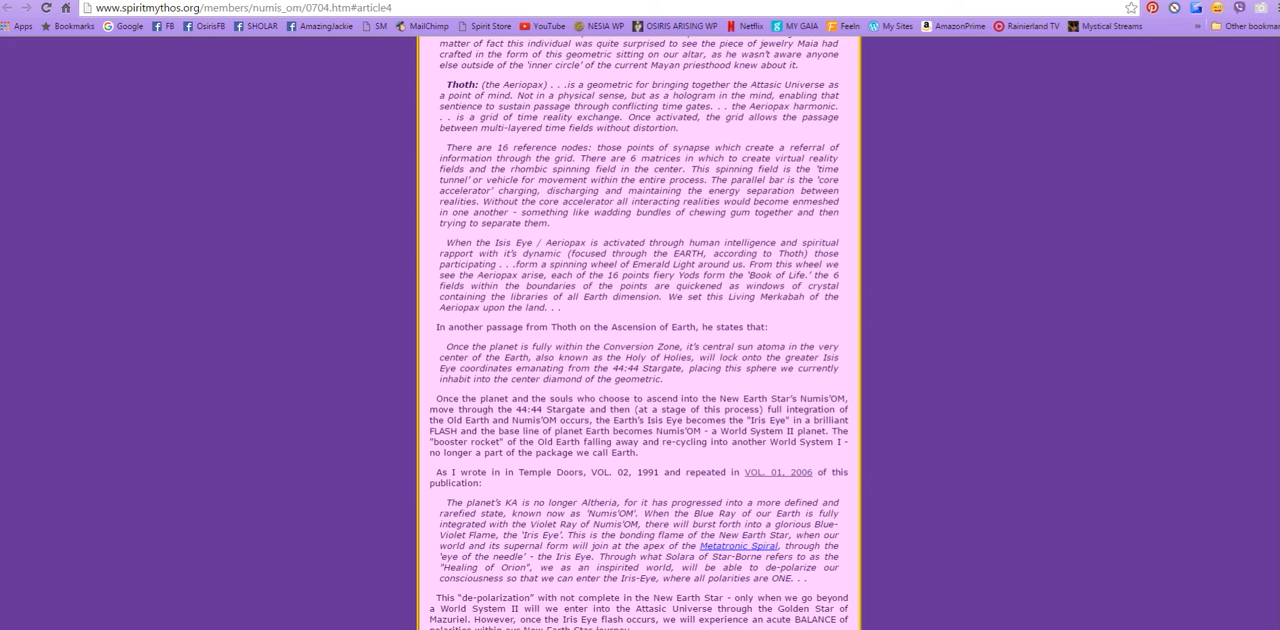 www.spiritmythos.org/members/numis_om/0704.htm#article4
Apps Bookmarks Google OsirisFB SHOLAR AmazingJackie SM MailChimp Spirit Store YouTube NESIA WP OSIRIS ARISING WP Netflix MY GAIA FeeIn My Sites AmazonPrime Rainierland TV Mystical Streams » Other bookmar
matter of fact this individual was quite surprised to see the piece of jewelry Maia had
crafted in the form of this geometric sitting on our altar, as he wasn't aware anyone
else outside of the 'inner circle' of the current Mayan priesthood knew about it.
Thoth: (the Aeriopax) . . .is a geometric for bringing together the Attasic Universe as
a point of mind. Not in a physical sense, but as a hologram in the mind, enabling that
sentience to sustain passage through conflicting time gates. . . the Aeriopax harmonic.
. . is a grid of time reality exchange. Once activated, the grid allows the passage
between multi-layered time fields without distortion.
There are 16 reference nodes: those points of synapse which create a referral of
information through the grid. There are 6 matrices in which to create virtual reality
fields and the rhombic spinning field in the center. This spinning field is the 'time
tunnel' or vehicle for movement within the entire process. The parallel bar is the 'core
accelerator' charging, discharging and maintaining the energy separation between
realities. Without the core accelerator all interacting realities would become enmeshed
in one another - something like wadding bundles of chewing gum together and then
trying to separate them.
When the Isis Eye / Aeriopax is activated through human intelligence and spiritual
rapport with it's dynamic (focused through the EARTH, according to Thoth) those
participating . . .form a spinning wheel of Emerald Light around us. From this wheel we
see the Aeriopax arise, each of the 16 points fiery Yods form the 'Book of Life.' the 6
fields within the boundaries of the points are quickened as windows of crystal
containing the libraries of all Earth dimension. We set this Living Merkabah of the
Aeriopax upon the land. . .
In another passage from Thoth on the Ascension of Earth, he states that:
Once the planet is fully within the Conversion Zone, it's central sun atoma in the very
center of the Earth, also known as the Holy of Holies, will lock onto the greater Isis
Eye coordinates emanating from the 44:44 Stargate, placing this sphere we currently
inhabit into the center diamond of the geometric.
Once the planet and the souls who choose to ascend into the New Earth Star's Numis'OM,
move through the 44:44 Stargate and then (at a stage of this process) full integration of
the Old Earth and Numis'OM occurs, the Earth's Isis Eye becomes the "Iris Eye" in a brilliant
FLASH and the base line of planet Earth becomes Numis'OM - a World System II planet. The
"booster rocket" of the Old Earth falling away and re-cycling into another World System I -
no longer a part of the package we call Earth.
As I wrote in in Temple Doors, VOL. 02, 1991 and repeated in VOL. 01, 2006 of this
publication:
The planet's KA is no longer Altheria, for it has progressed into a more defined and
rarefied state, known now as 'Numis'OM'. When the Blue Ray of our Earth is fully
integrated with the Violet Ray of Numis'OM, there will burst forth into a glorious Blue-
Violet Flame, the 'Iris Eye'. This is the bonding flame of the New Earth Star, when our
world and its supernal form will join at the apex of the Metatronic Spiral, through the
'eye of the needle' - the Iris Eye. Through what Solara of Star-Borne refers to as the
"Healing of Orion", we as an inspirited world, will be able to de-polarize our
consciousness so that we can enter the Iris-Eye, where all polarities are ONE. . .
This "de-polarization" with not complete in the New Earth Star - only when we go beyond
a World System II will we enter into the Attasic Universe through the Golden Star of
Mazuriel. However, once the Iris Eye flash occurs, we will experience an acute BALANCE of
polarities within our New Earth Star journey.